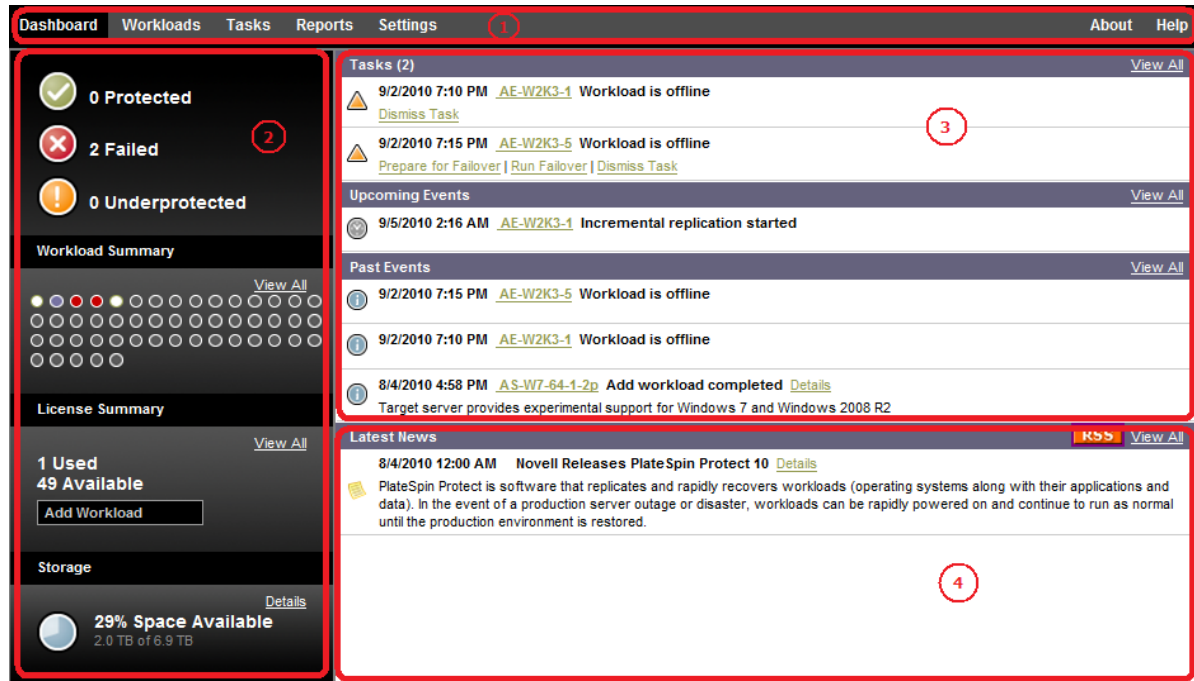 Dashboard Workloads Tasks Reports Settings 1 About Help
0 Protected
2 Failed
2
0 Underprotected
Workload Summary
View All
License Summary
View All
1 Used
49 Available
Add Workload
Storage
Details
29% Space Available
2.0 TB of 6.9 TB
Tasks (2) View All
9/2/2010 7:10 PM AE-W2K3-1 Workload is offline
Dismiss Task
3
9/2/2010 7:15 PM AE-W2K3-5 Workload is offline
Prepare for Failover | Run Failover | Dismiss Task
Upcoming Events View All
9/5/2010 2:16 AM AE-W2K3-1 Incremental replication started
Past Events View All
9/2/2010 7:15 PM AE-W2K3-5 Workload is offline
9/2/2010 7:10 PM AE-W2K3-1 Workload is offline
8/4/2010 4:58 PM AS-W7-64-1-2p Add workload completed Details
Target server provides experimental support for Windows 7 and Windows 2008 R2
Latest News RSS View All
8/4/2010 12:00 AM Novell Releases PlateSpin Protect 10 Details
PlateSpin Protect is software that replicates and rapidly recovers workloads (operating systems along with their applications and
data). In the event of a production server outage or disaster, workloads can be rapidly powered on and continue to run as normal
until the production environment is restored.
4